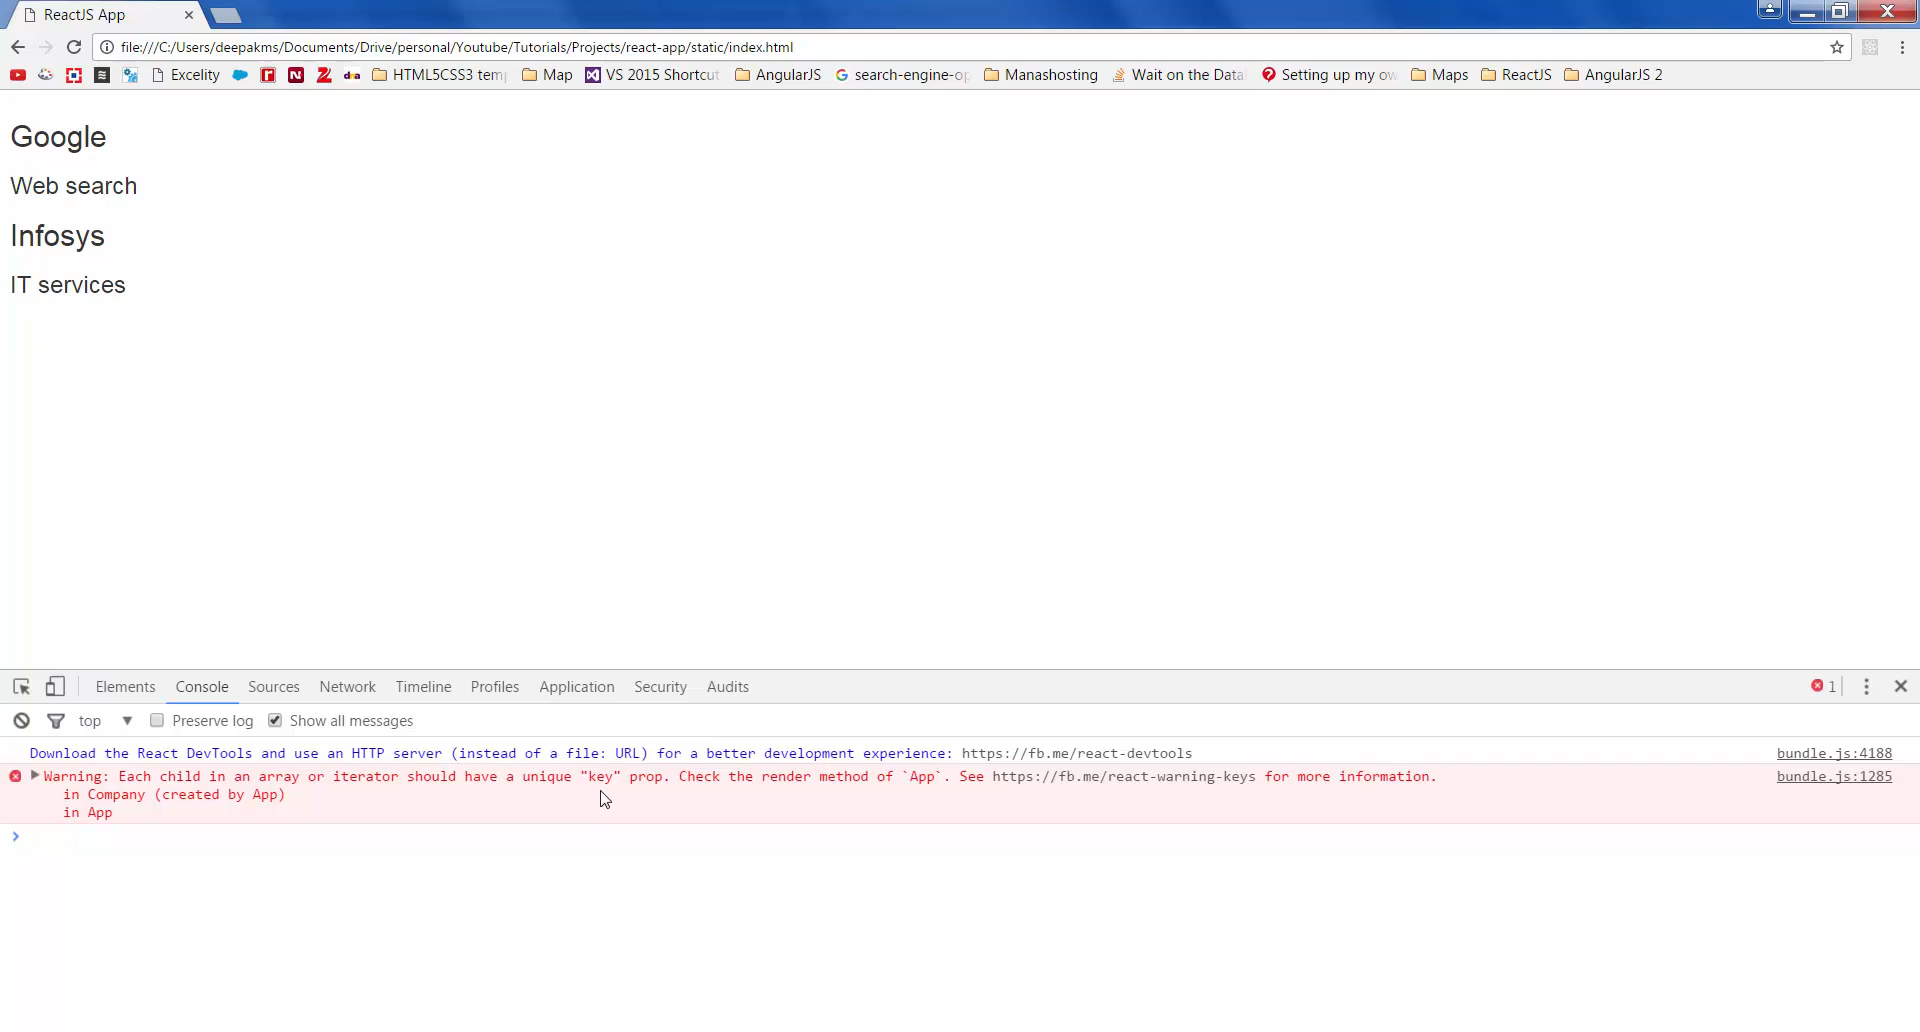 ReactJS App
file:///C:/Users/deepakms/Documents/Drive/personal/Youtube/Tutorials/Projects/react-app/static/index.html
Excelity dna HTML5CSS3 tem Map VS 2015 Shortcut AngularJS search-engine-op Manashosting Wait on the Data Setting up my ow Maps ReactJS AngularJS 2
Google
Web search
Infosys
IT services
Elements Console Sources Network Timeline Profiles Application Security Audits 1
top Preserve log Show all messages
Download the React DevTools and use an HTTP server (instead of a file: URL) for a better development experience: https://fb.me/react-devtools bundle.js:4188
Warning: Each child in an array or iterator should have a unique "key" prop. Check the render method of `App`. See https://fb.me/react-warning-keys for more information. bundle.js:1285
in Company (created by App)
in App